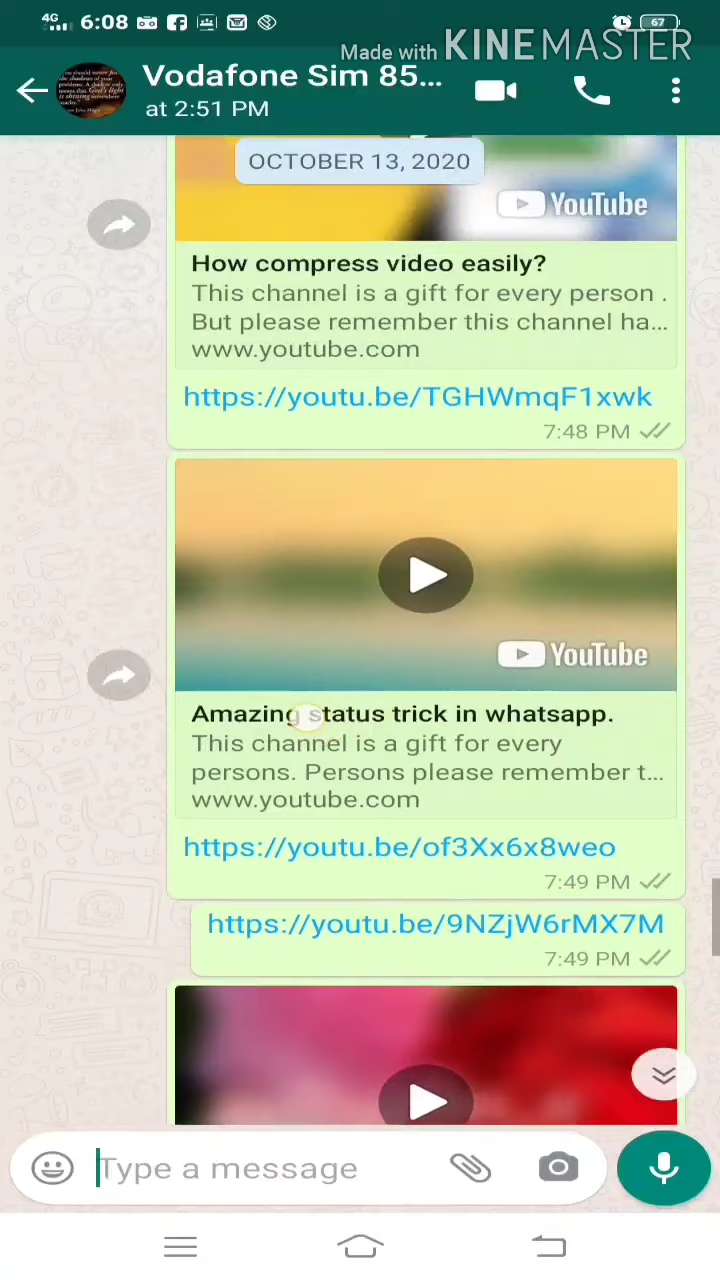 4G 6:08 67
Made with KINEMASTER
Vodafone Sim 85...
at 2:51 PM
OCTOBER 13, 2020
YouTube
How compress video easily?
This channel is a gift for every person .
But please remember this channel ha...
www.youtube.com
https://youtu.be/TGHWmqF1xwk
7:48 PM
YouTube
Amazing status trick in whatsapp.
This channel is a gift for every
persons. Persons please remember t...
www.youtube.com
https://youtu.be/of3Xx6x8weo
7:49 PM
https://youtu.be/9NZjW6rMX7M
7:49 PM
Type a message